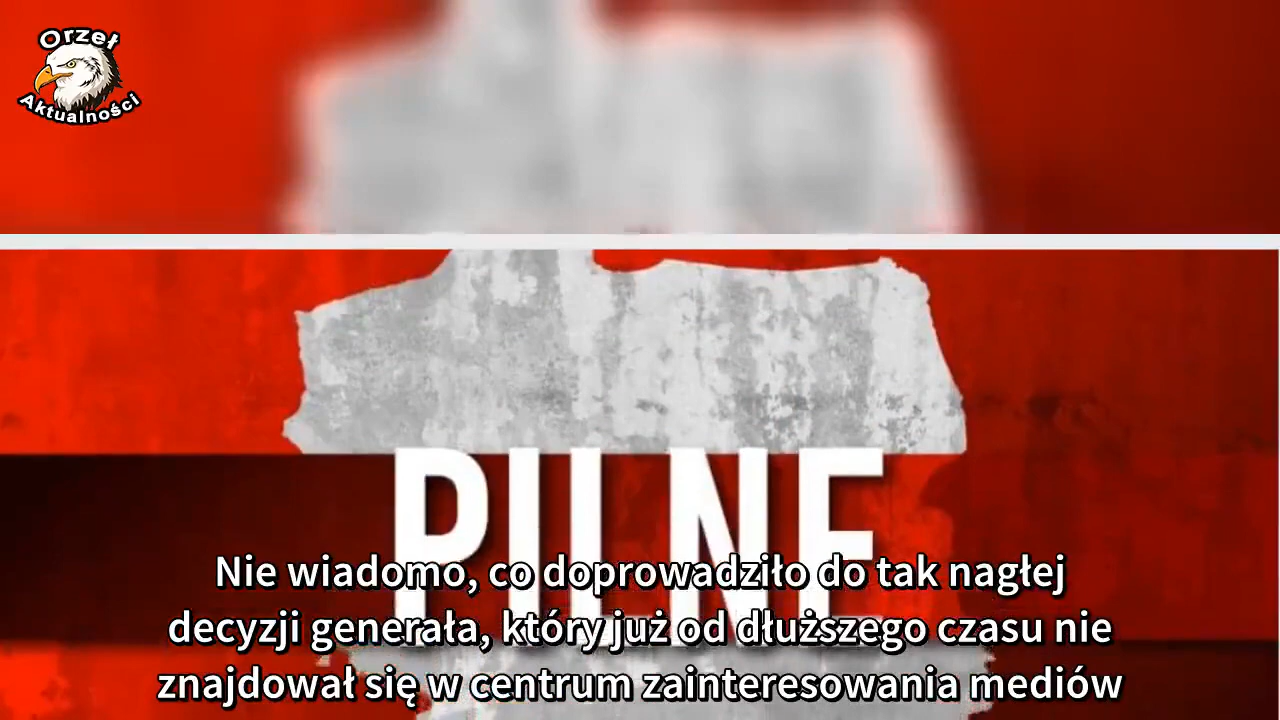 Orzeł
Aktualności
PILNE
Nie wiadomo, co doprowadziło do tak nagłej
decyzji generała, który już od dłuższego czasu nie
znajdował się w centrum zainteresowania mediów